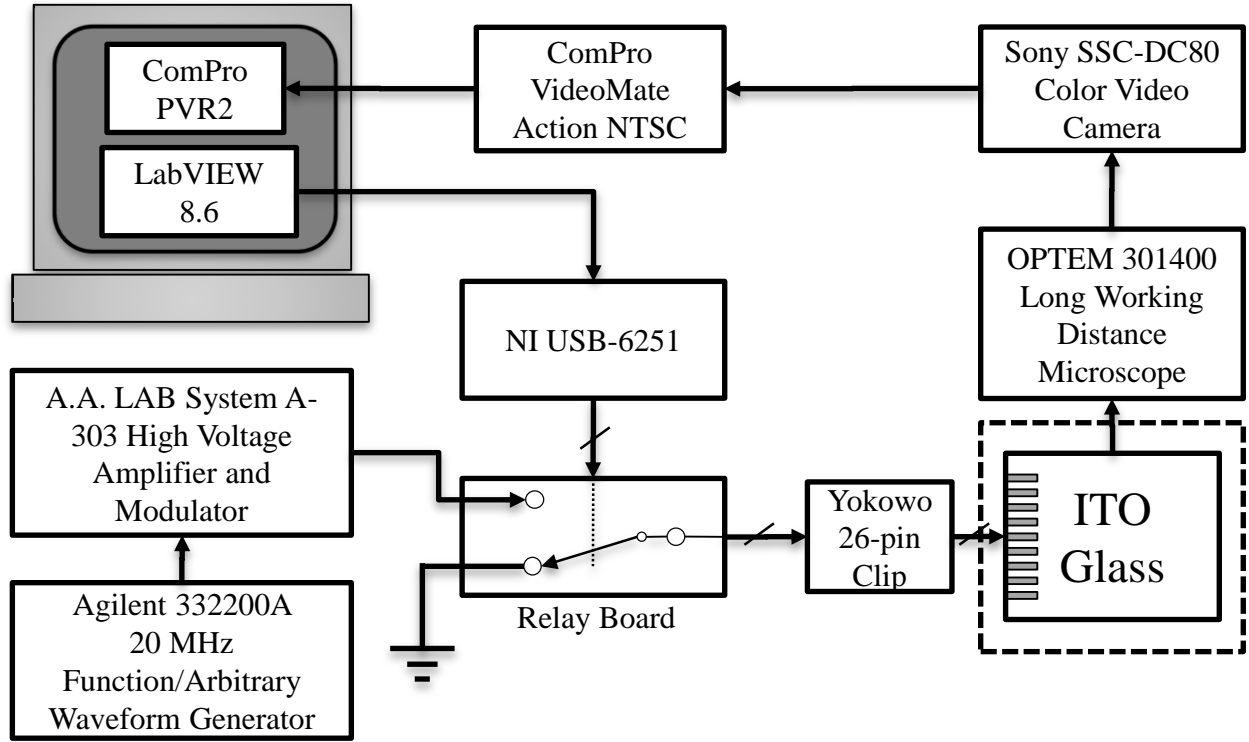 ComPro
PVR2
LabVIEW
8.6
ComPro
VideoMate
Action NTSC
Sony SSC-DC80
Color Video
Camera
OPTEM 301400
Long Working
Distance
Microscope
NI USB-6251
A.A. LAB System A-
303 High Voltage
Amplifier and
Modulator
Agilent 332200A
20 MHz
Function/Arbitrary
Waveform Generator
Relay Board
Yokowo
26-pin
Clip
ITO
Glass